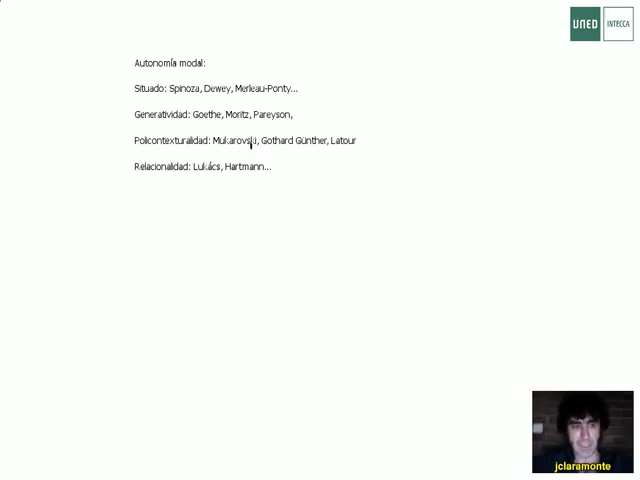 UNED INTECCA
Autonomía modal:
Situado: Spinoza, Dewey, Merleau-Ponty...
Generatividad: Goethe, Moritz, Pareyson,
Policontexturalidad: Mukarovski, Gothard Günther, Latour
Relacionalidad: Lukács, Hartmann...
jclaramonte